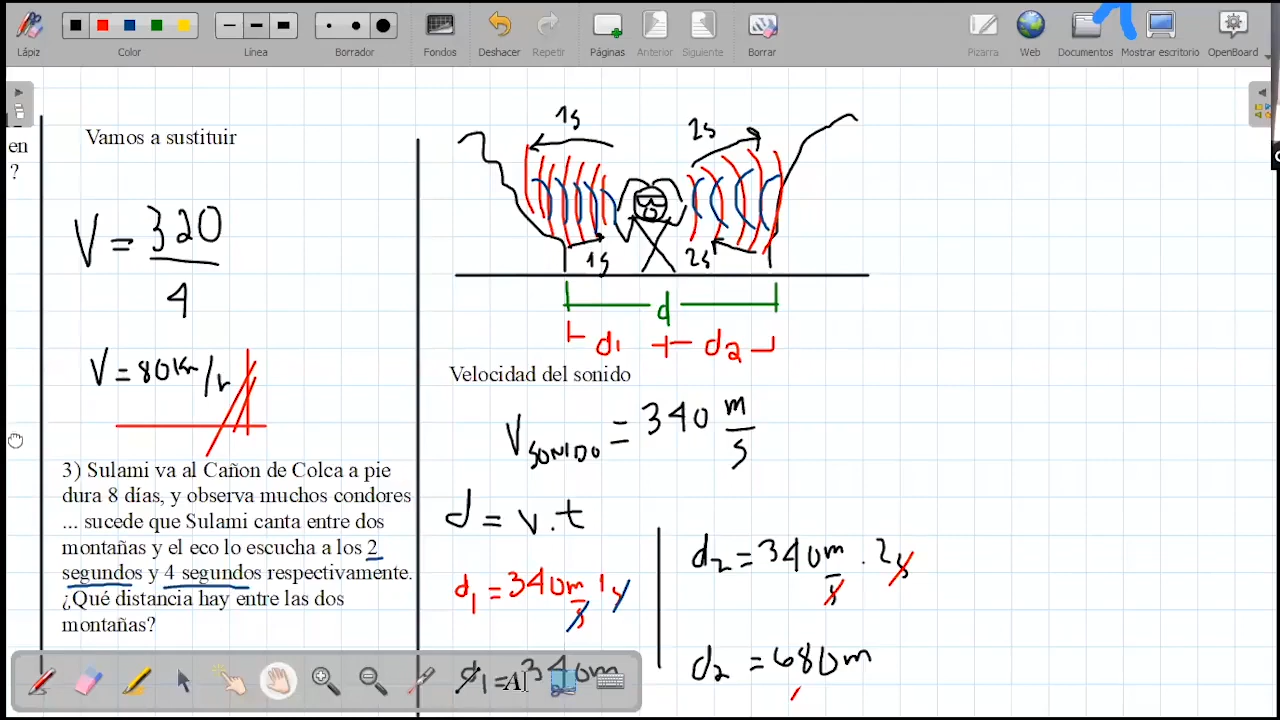 Lápiz Color Línea Borrador Fondos Deshacer Repetir Páginas Anterior Siguiente Borrar Pizarra Web Documentos Mostrar escritorio OpenBoard
en
?
Vamos a sustituir
V = 320
4
V = 80 Km/h
3) Sulami va al Cañon de Colca a pie
dura 8 días, y observa muchos condores
... sucede que Sulami canta entre dos
montañas y el eco lo escucha a los 2
segundos y 4 segundos respectivamente.
¿Qué distancia hay entre las dos
montañas?
1s 2s
1s 2s
d
d1 d2
Velocidad del sonido
V SONIDO = 340 m
s
d = v.t
d1 = 340m 1s
s
d1 = 340m
d2 = 340m . 2s
s
d2 = 680m
A